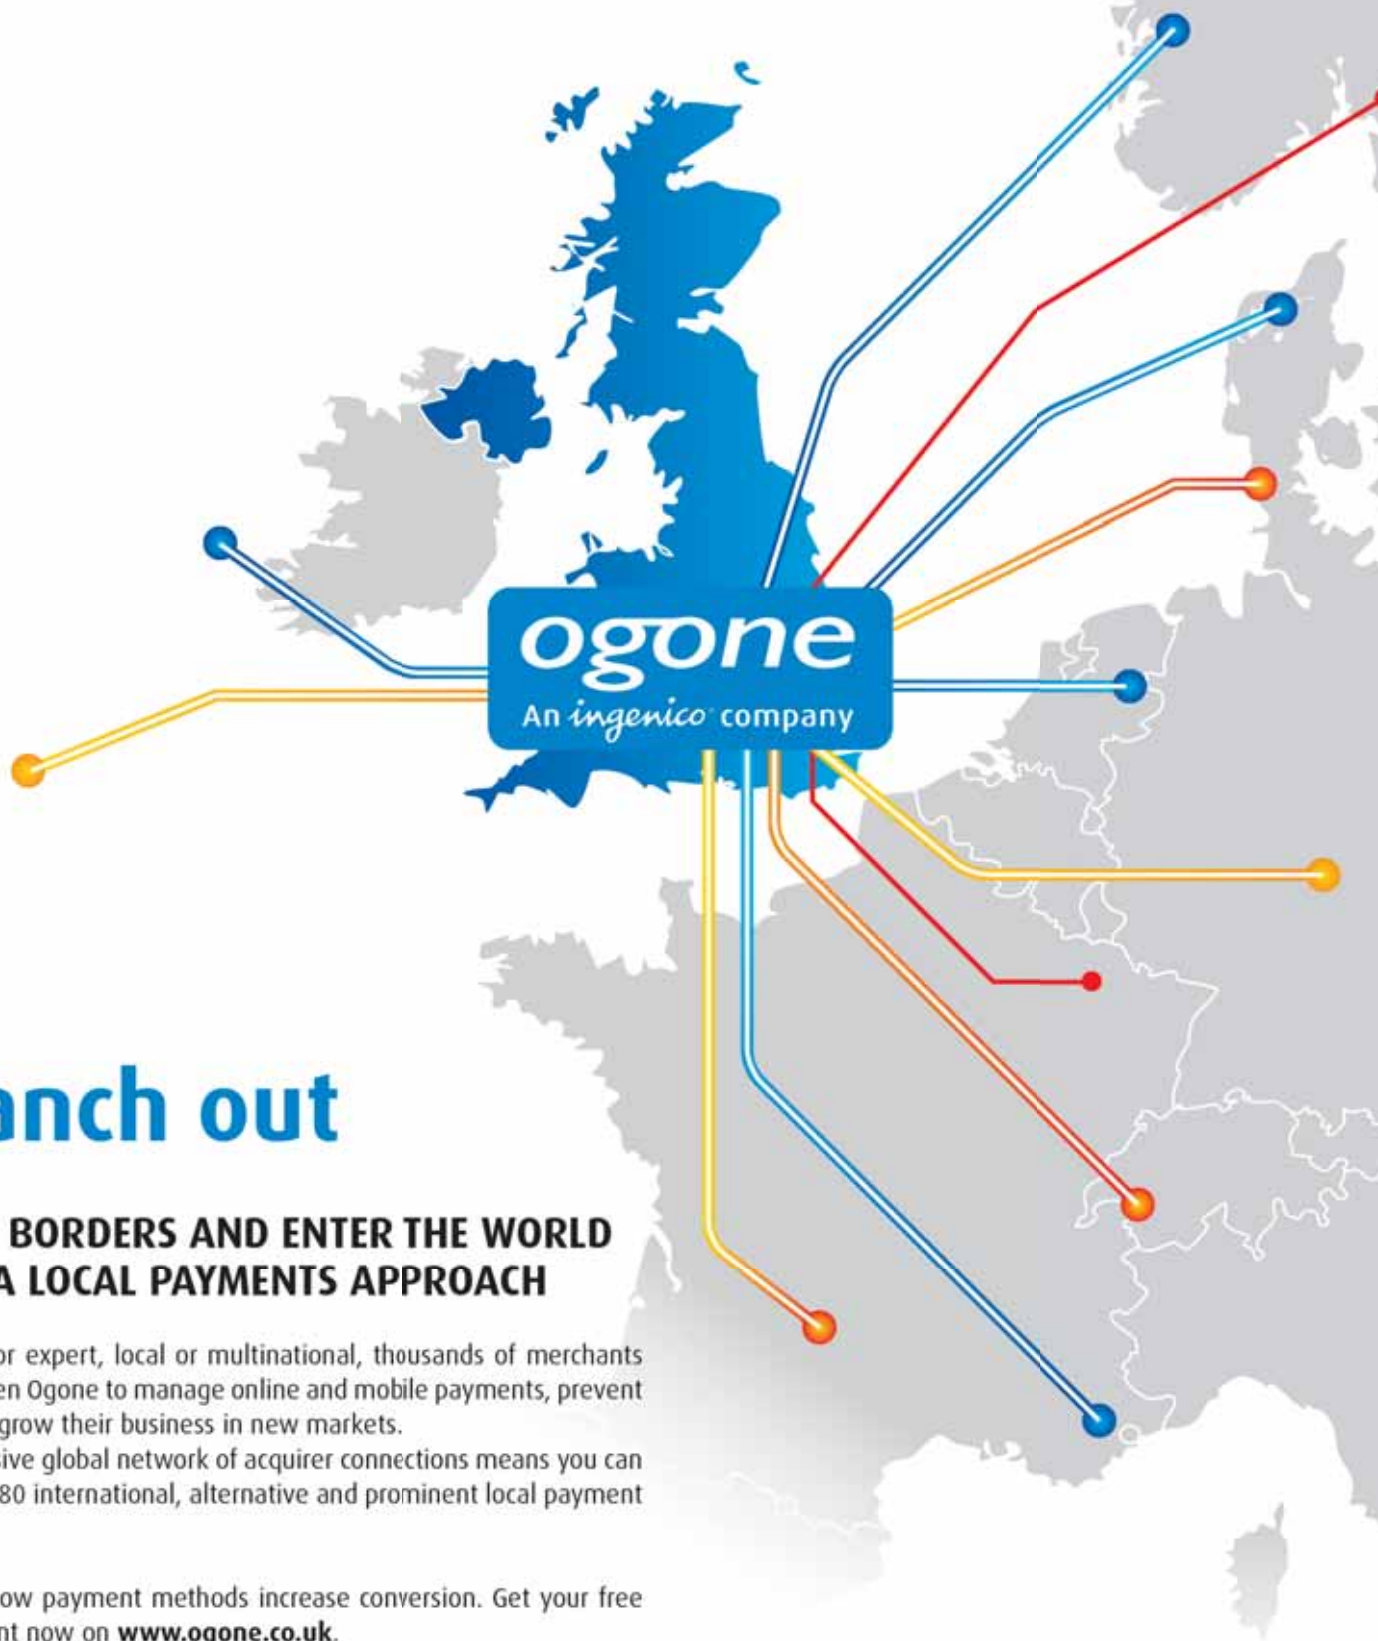 ogone
An ingenico company
anch out
BORDERS AND ENTER THE WORLD
A LOCAL PAYMENTS APPROACH
or expert, local or multinational, thousands of merchants
en Ogone to manage online and mobile payments, prevent
grow their business in new markets.
sive global network of acquirer connections means you can
80 international, alternative and prominent local payment
ow payment methods increase conversion. Get your free
nt now on www.ogone.co.uk.